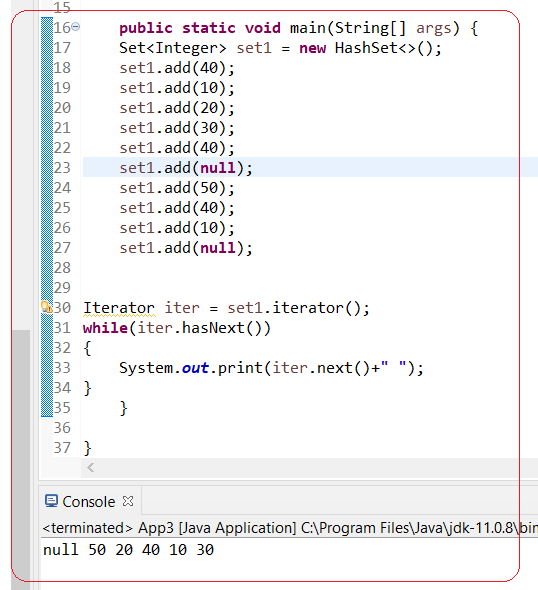 15
16 public static void main(String[] args) {
17 Set<Integer> set1 = new HashSet<>();
18 set1.add(40);
19 set1.add(10);
20 set1.add(20);
21 set1.add(30);
22 set1.add(40);
23 set1.add(null);
24 set1.add(50);
25 set1.add(40);
26 set1.add(10);
27 set1.add(null);
28
29
30 Iterator iter = set1.iterator();
31 while(iter.hasNext())
32 {
33 System.out.print(iter.next()+" ");
34 }
35 }
36
37 }
Console
<terminated> App3 [Java Application] C:\Program Files\Java\jdk-11.0.8\bin
null 50 20 40 10 30